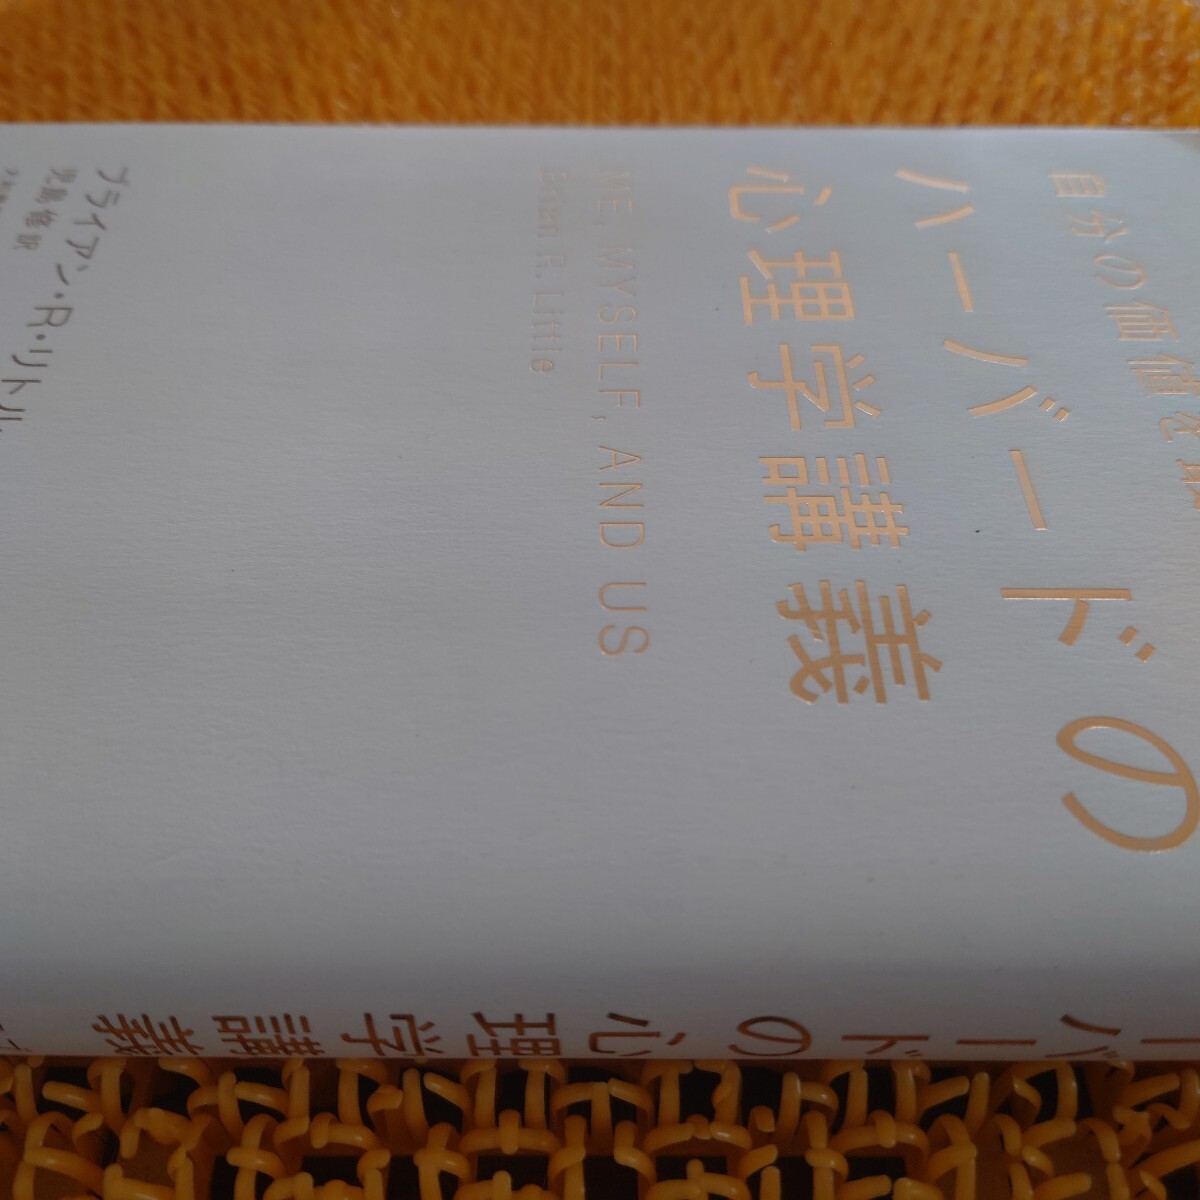 自分の価値を
ハーバードの
心理学講義
ME, MYSELF, AND US
Brian R. Little
ブライアン・R・リトル
児島 修 訳
ーバードの心理学講義